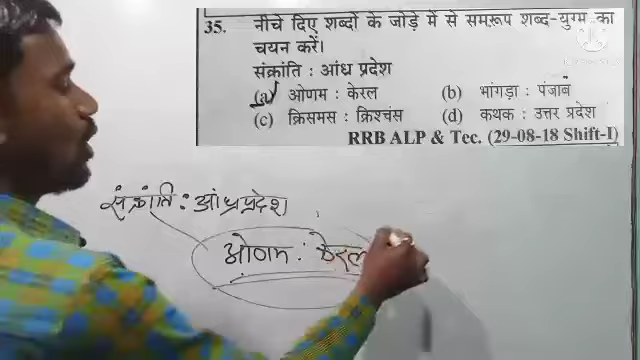 35. नीचे दिए शब्दों के जोड़े में से समरूप शब्द-युग्म का
चयन करें।
संक्रांति : आंध्र प्रदेश
(a) ओणम : केरल (b) भांगड़ा : पंजाब
(c) क्रिसमस : क्रिश्चंस (d) कथक : उत्तर प्रदेश
RRB ALP & Tec. (29-08-18 Shift-I)
संक्रांति : आंध्रप्रदेश
ओणम : केरल